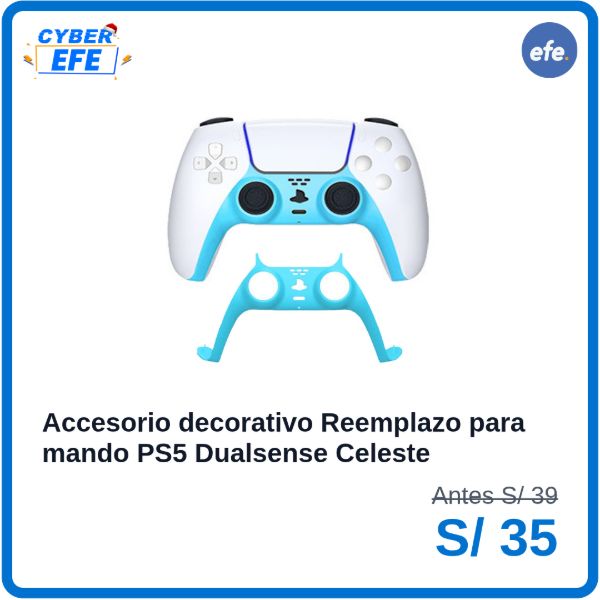 CYBER
EFE
efe.
Accesorio decorativo Reemplazo para
mando PS5 Dualsense Celeste
Antes S/ 39
S/ 35